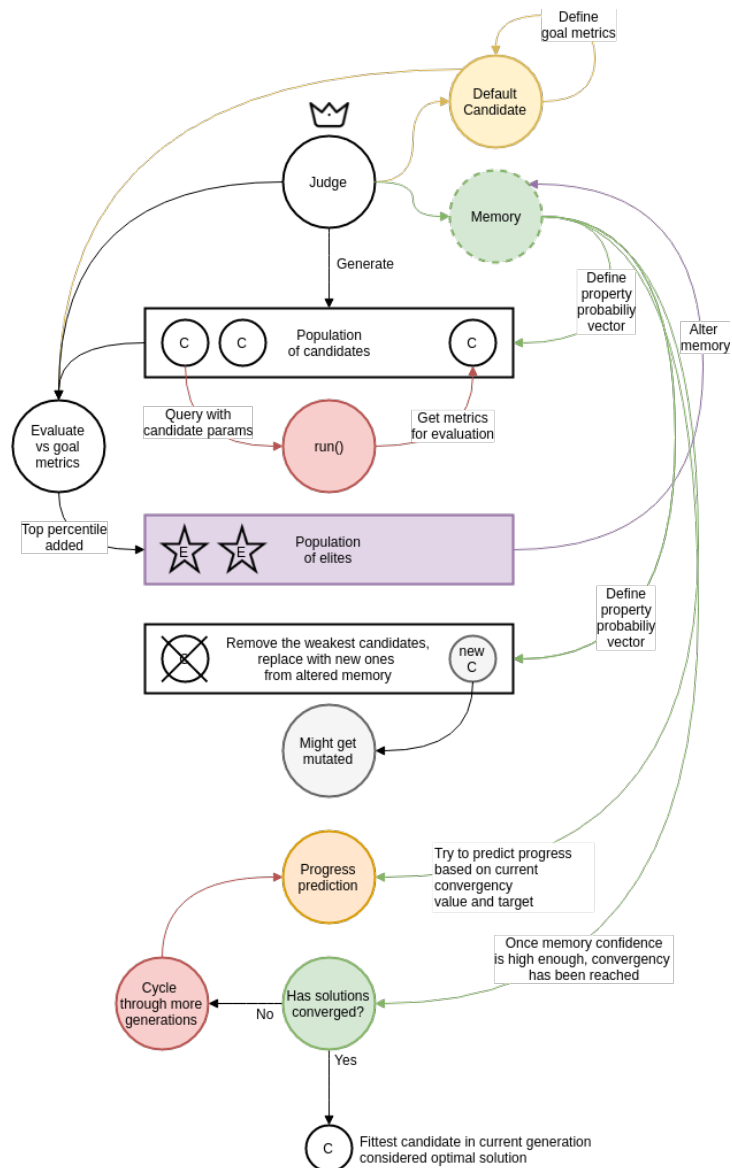 Define
goal metrics
Default
Candidate
Judge
Memory
Generate
Define
property
probabiliy
vector
C
C
Population
of candidates
C
Alter
memory
Query with
candidate params
Get metrics
for evaluation
Evaluate
vs goal
metrics
run()
Top percentile
added
E
E
Population
of elites
Define
property
probabiliy
vector
C
Remove the weakest candidates,
replace with new ones
from altered memory
new
C
Might get
mutated
Progress
prediction
Try to predict progress
based on current
convergency
value and target
Once memory confidence
is high enough, convergency
has been reached
Cycle
through more
generations
No
Has solutions
converged?
Yes
C
Fittest candidate in current generation
considered optimal solution